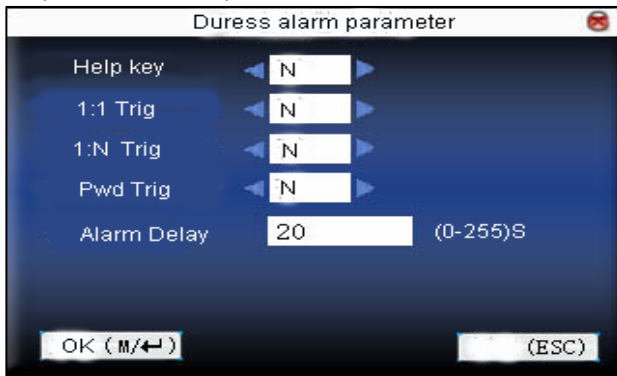 Duress alarm parameter
Help key N
1:1 Trig N
1:N Trig N
Pwd Trig N
Alarm Delay 20 (0-255)S
OK (M/↵) (ESC)